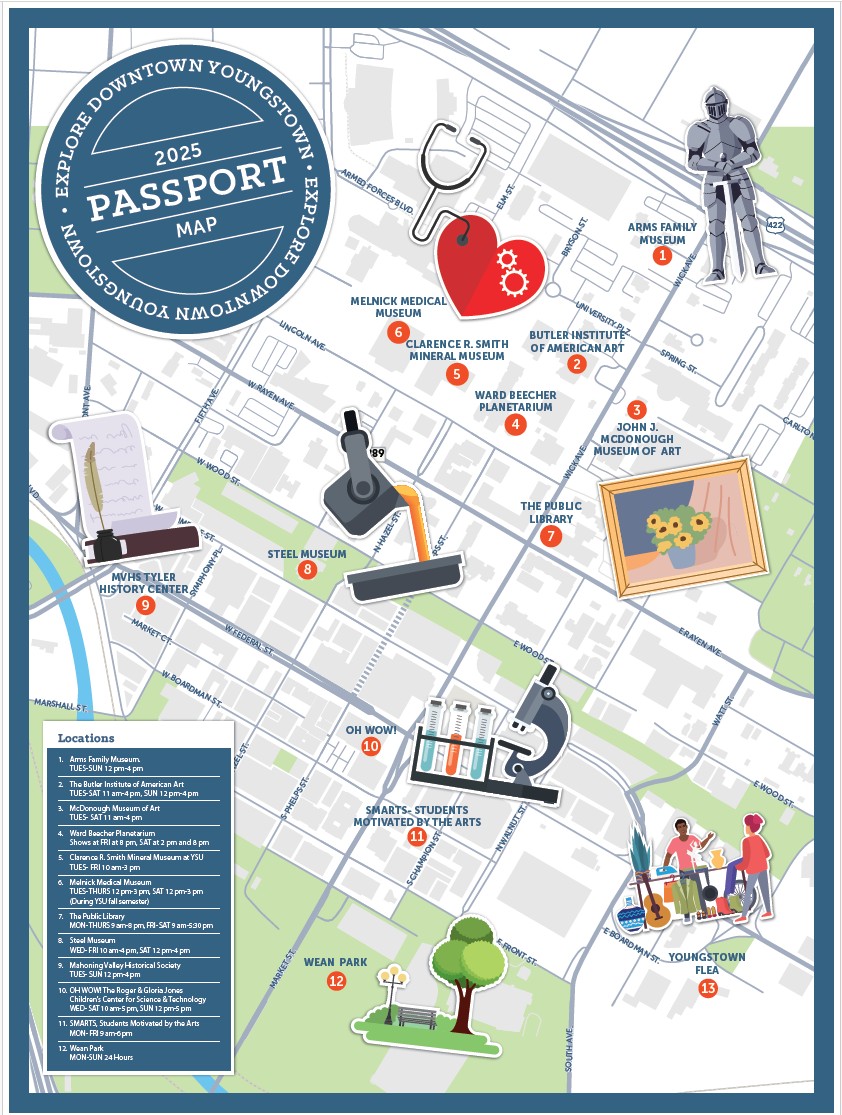 • EXPLORE DOWNTOWN YOUNGSTOWN • EXPLORE DOWNTOWN YOUNGSTOWN
2025
PASSPORT
MAP
ARMED FORCES BLVD.
ELM ST.
BRYSON ST.
ARMS FAMILY
MUSEUM
1
422
WICK AVE
MELNICK MEDICAL
MUSEUM
6
UNIVERSITY PLZ
LINCOLN AVE.
CLARENCE R. SMITH
MINERAL MUSEUM
5
BUTLER INSTITUTE
OF AMERICAN ART
2
SPRING ST.
W RAYEN AVE.
FIFTH AVE.
WARD BEECHER
PLANETARIUM
4
3
JOHN J.
MCDONOUGH
MUSEUM OF ART
CARLTON
WICK AVE
89
W WOOD ST.
THE PUBLIC
LIBRARY
7
N HAZEL ST.
STEEL MUSEUM
8
SYMPHONY PL.
MVHS TYLER
HISTORY CENTER
9
MARKET CT.
W FEDERAL ST.
E WOOD S
E RAYEN AVE.
W BOARDMAN ST.
MARSHALL ST.
WATT ST.
OH WOW!
10
E WOOD ST.
S PHELPS ST.
SMARTS- STUDENTS
MOTIVATED BY THE ARTS
11
N WALNUT ST.
S CHAMPION ST.
MARKET ST.
E FRONT ST.
E BOARDMAN ST.
YOUNGSTOWN
FLEA
13
WEAN PARK
12
SOUTH AVE.
Locations
1. Arms Family Museum.
TUES-SUN 12 pm-4 pm
2. The Butler Institute of American Art
TUES-SAT 11 am-4 pm, SUN 12 pm-4 pm
3. McDonough Museum of Art
TUES- SAT 11 am-4 pm
4. Ward Beecher Planetarium
Shows at FRI at 8 pm, SAT at 2 pm and 8 pm
5. Clarence R. Smith Mineral Museum at YSU
TUES- FRI 10 am-3 pm
6. Melnick Medical Museum
TUES-THURS 12 pm-3 pm, SAT 12 pm-3 pm
(During YSU fall semester)
7. The Public Library
MON-THURS 9 am-8 pm, FRI-SAT 9 am-5:30 pm
8. Steel Museum
WED- FRI 10 am-4 pm, SAT 12 pm-4 pm
9. Mahoning Valley Historical Society
TUES- SUN 12 pm-4 pm
10. OH WOW! The Roger & Gloria Jones
Children's Center for Science & Technology
WED- SAT 10 am-5 pm, SUN 12 pm-5 pm
11. SMARTS, Students Motivated by the Arts
MON- FRI 9 am-6 pm
12. Wean Park
MON-SUN 24 Hours